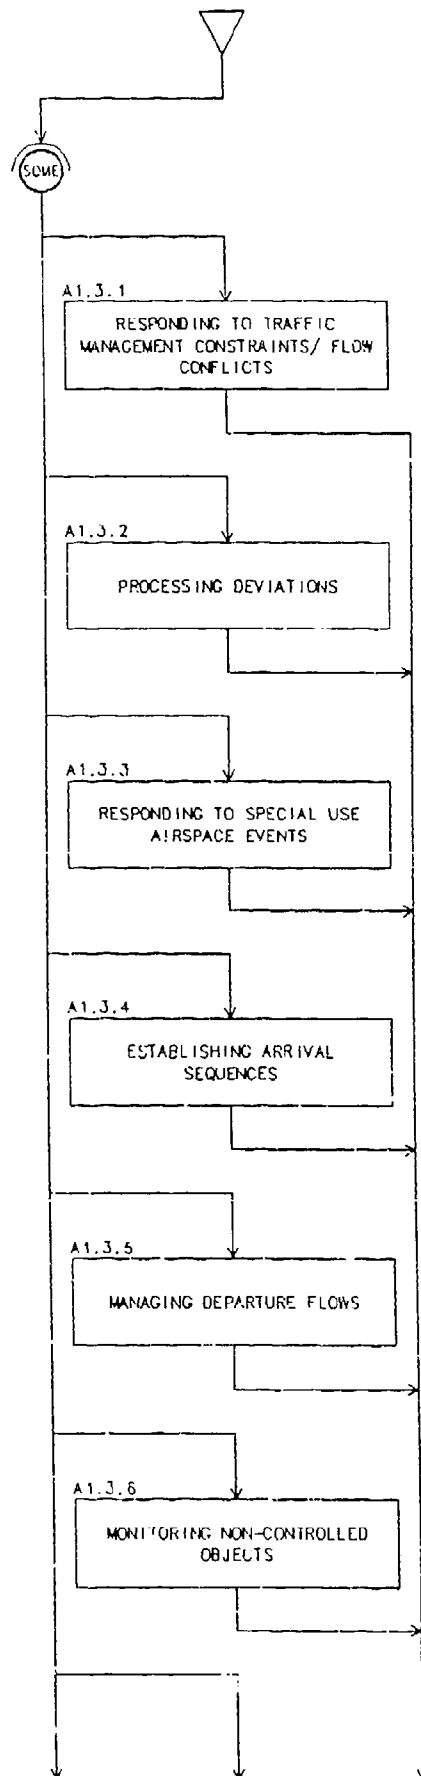 SOME
A1.3.1
RESPONDING TO TRAFFIC
MANAGEMENT CONSTRAINTS/ FLOW
CONFLICTS
A1.3.2
PROCESSING DEVIATIONS
A1.3.3
RESPONDING TO SPECIAL USE
AIRSPACE EVENTS
A1.3.4
ESTABLISHING ARRIVAL
SEQUENCES
A1.3.5
MANAGING DEPARTURE FLOWS
A1.3.6
MONITORING NON-CONTROLLED
OBJECTS